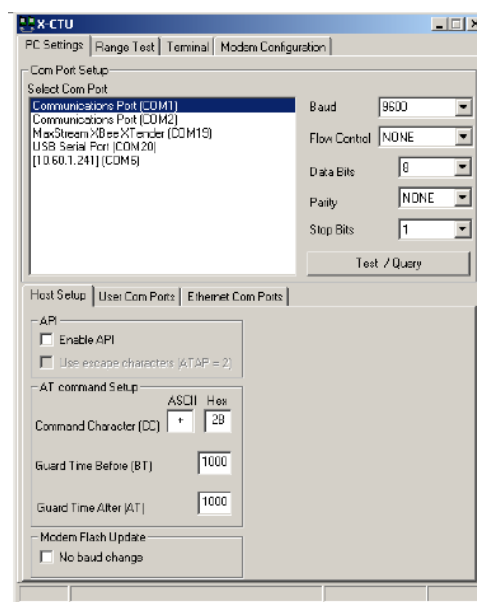 X-CTU
PC Settings Range Test Terminal Modem Configuration
Com Port Setup
Select Com Port
Communications Port (COM1)
Communications Port (COM2)
MaxStream XBee XTender (COM19)
USB Serial Port (COM20)
[10.60.1.241] (COM6)
Baud 9600
Flow Control NONE
Data Bits 8
Parity NONE
Stop Bits 1
Test / Query
Host Setup User Com Ports Ethernet Com Ports
API
Enable API
Use escape characters (ATAP = 2)
AT command Setup
ASCII Hex
Command Character (CC) + 2B
Guard Time Before (BT) 1000
Guard Time After (AT) 1000
Modem Flash Update
No baud change